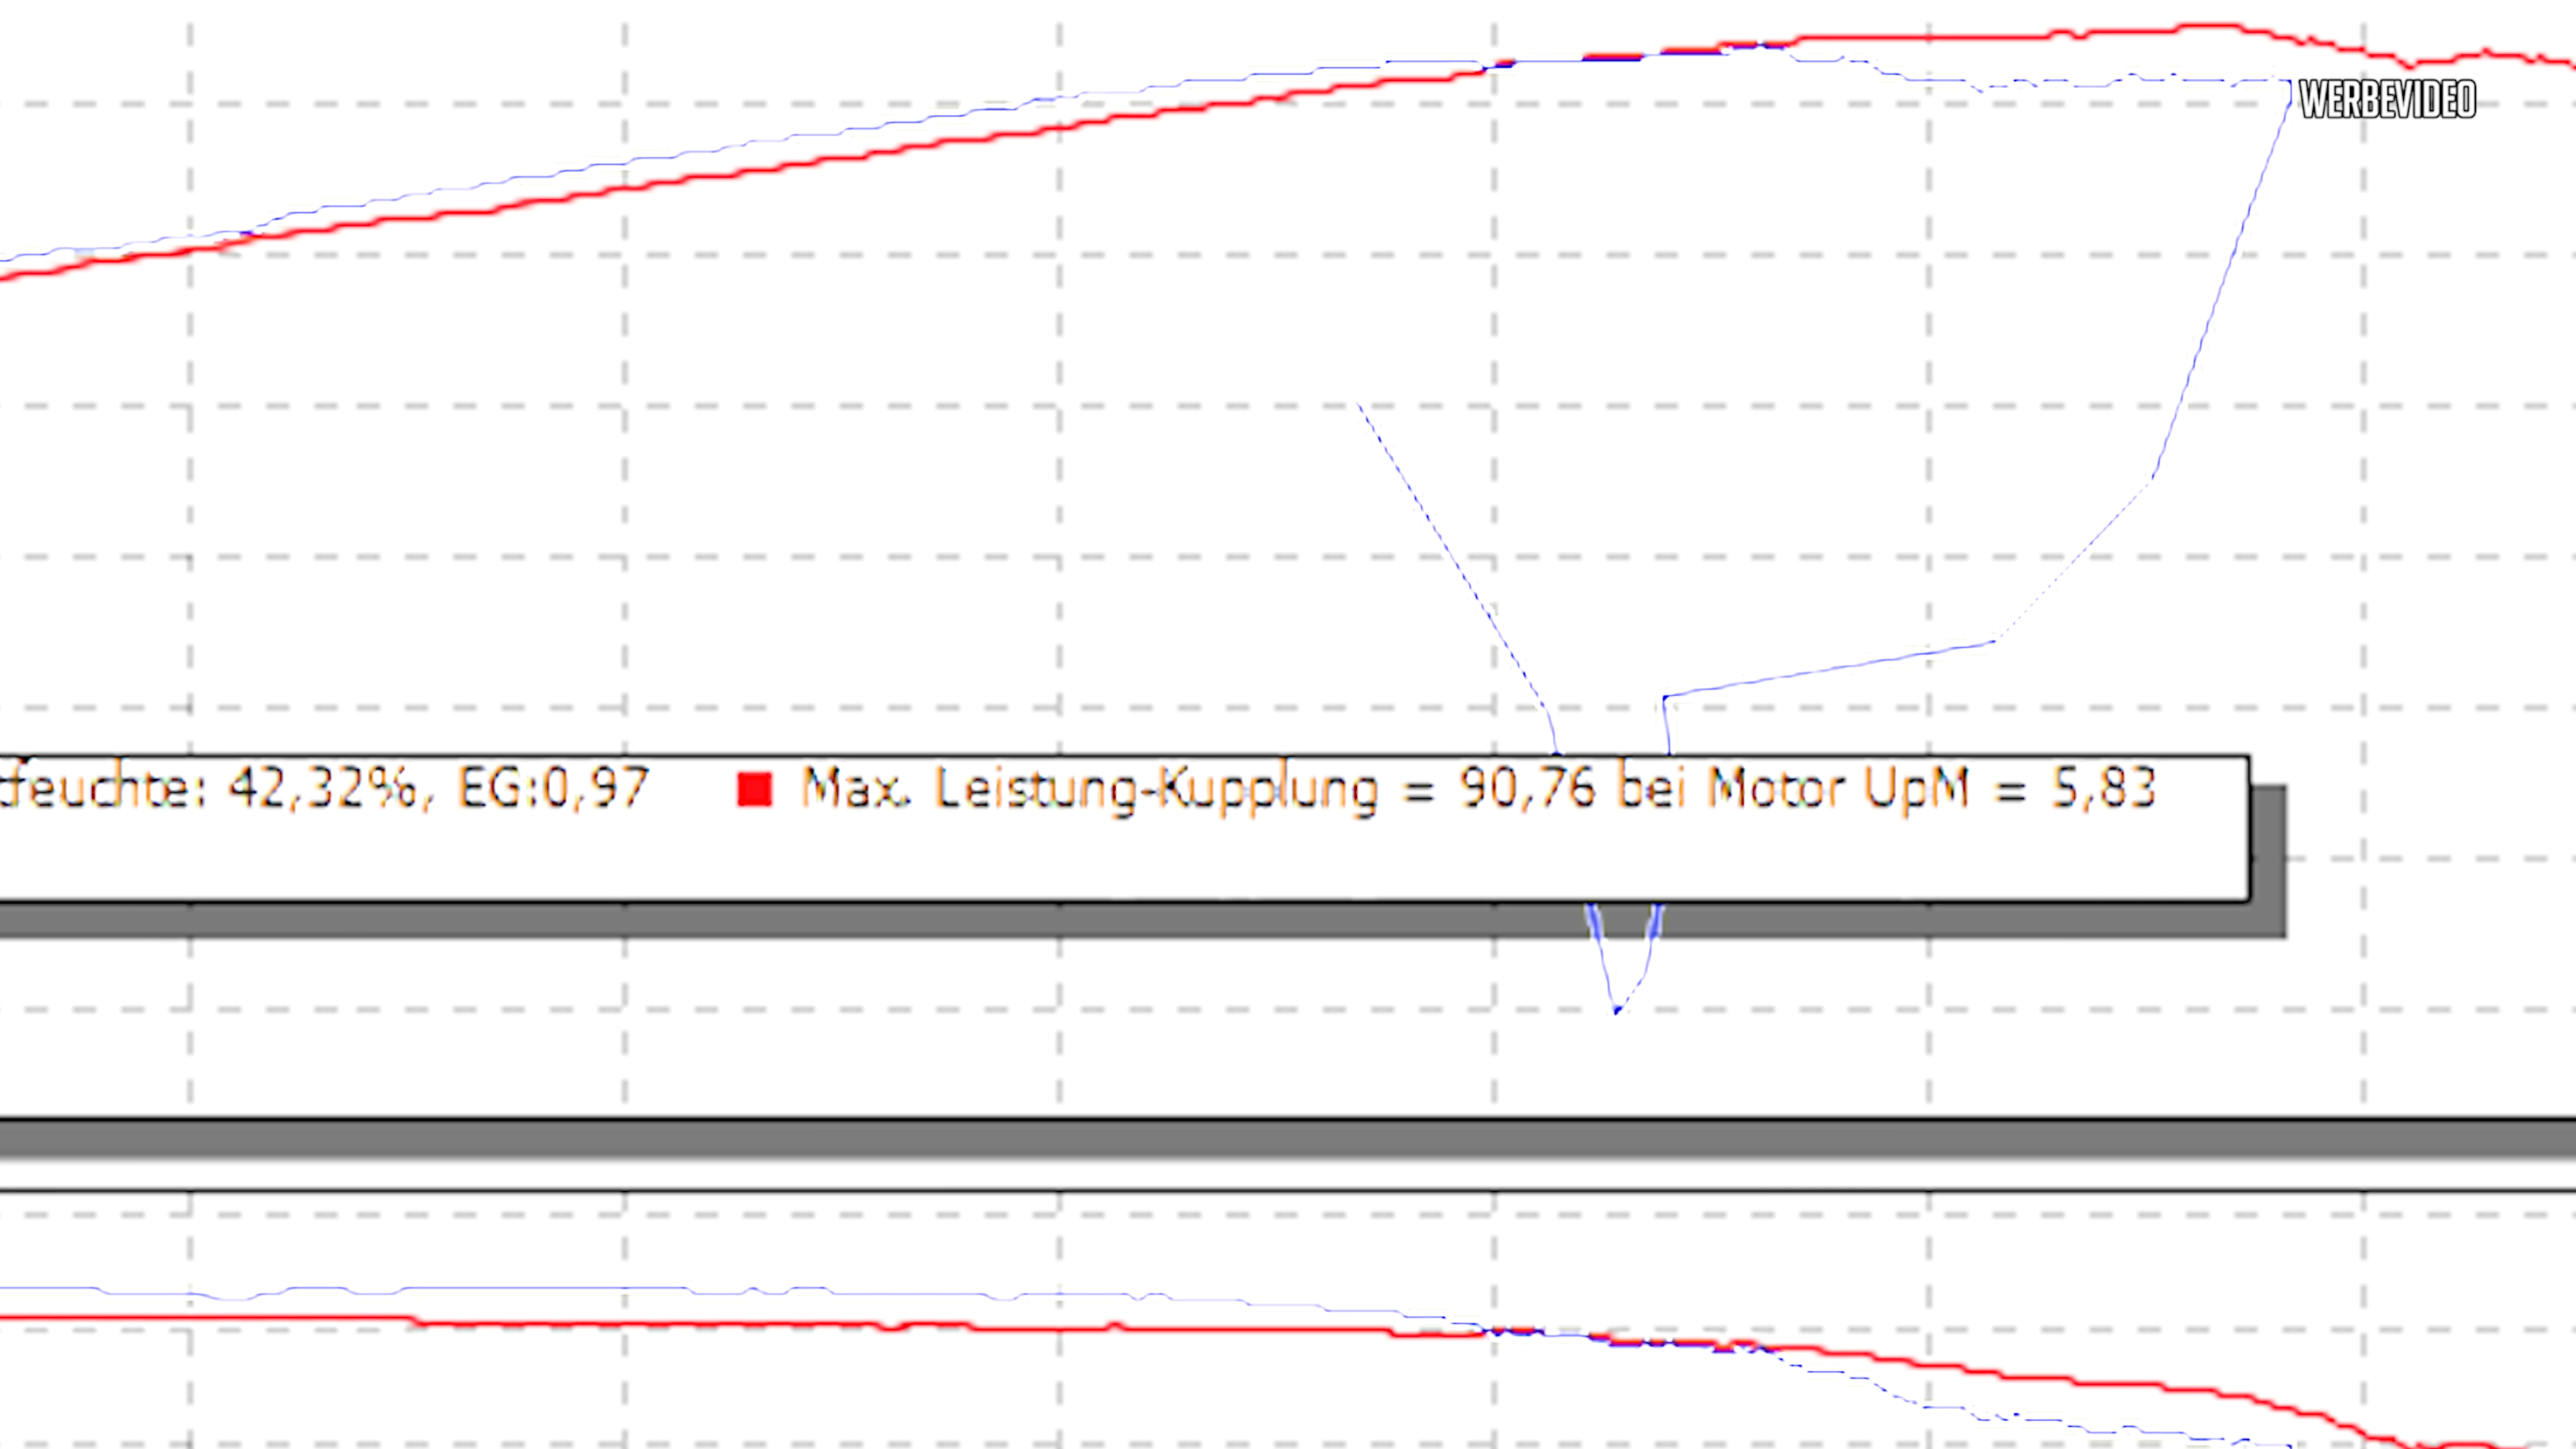 WERBEVIDEO
feuchte: 42,32%, EG:0,97 Max. Leistung-Kupplung = 90,76 bei Motor UpM = 5,83